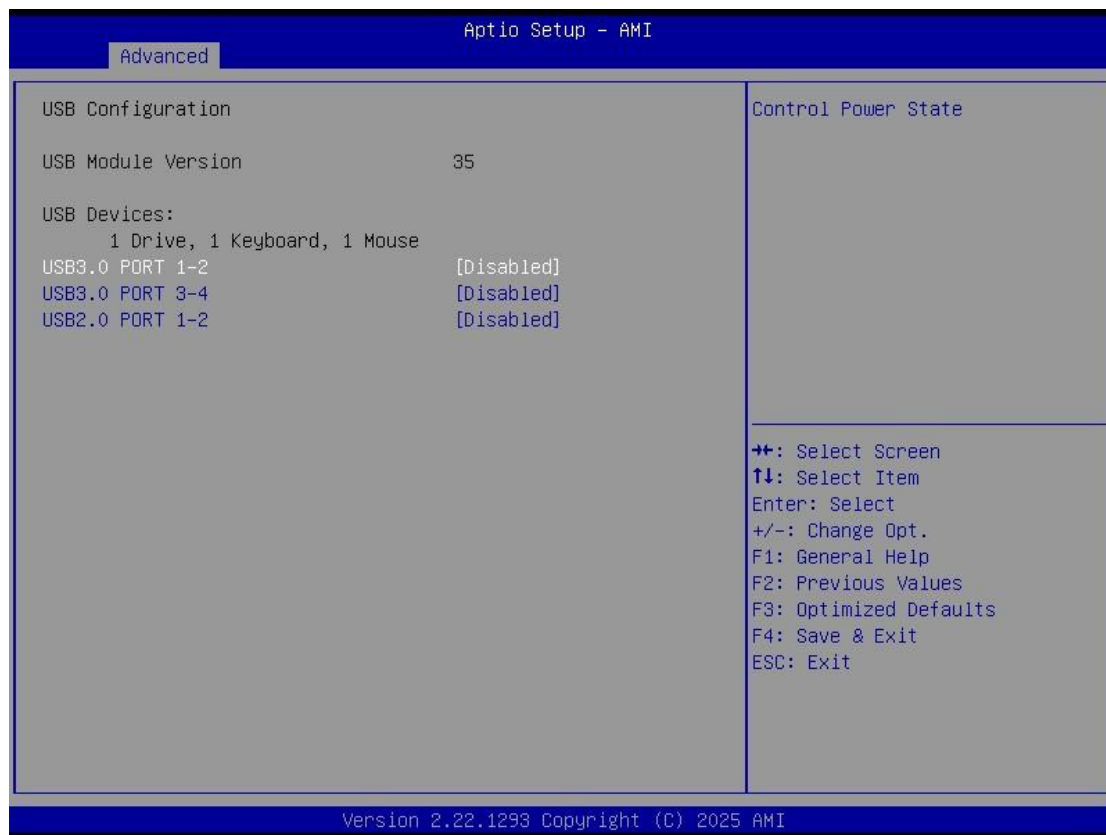 Aptio Setup - AMI
Advanced
USB Configuration
USB Module Version 35
USB Devices:
1 Drive, 1 Keyboard, 1 Mouse
USB3.0 PORT 1-2 [Disabled]
USB3.0 PORT 3-4 [Disabled]
USB2.0 PORT 1-2 [Disabled]
Control Power State
→←: Select Screen
↑↓: Select Item
Enter: Select
+/-: Change Opt.
F1: General Help
F2: Previous Values
F3: Optimized Defaults
F4: Save & Exit
ESC: Exit
Version 2.22.1293 Copyright (C) 2025 AMI